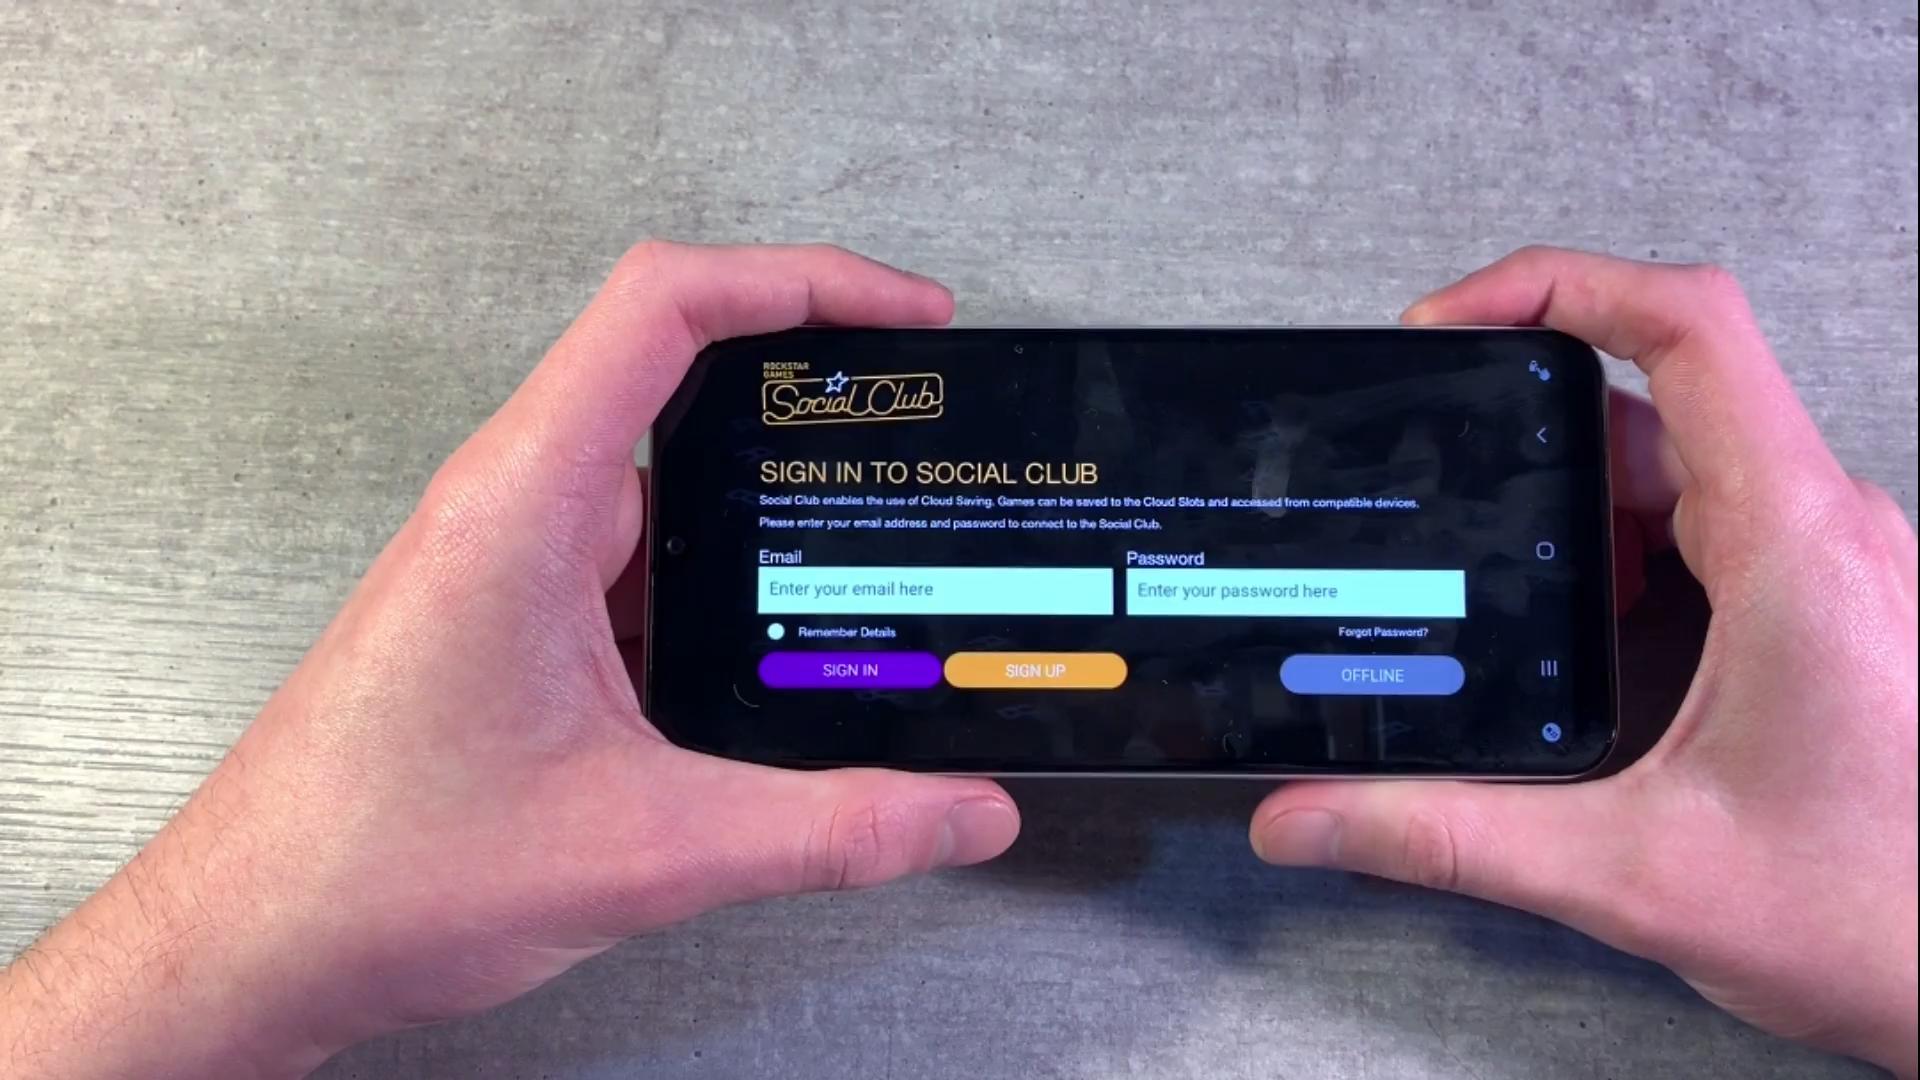 ROCKSTAR
GAMES
Social Club
SIGN IN TO SOCIAL CLUB
Social Club enables the use of Cloud Saving. Games can be saved to the Cloud Slots and accessed from compatible devices.
Please enter your email address and password to connect to the Social Club.
Email
Password
Enter your email here
Enter your password here
Remember Details
Forgot Password?
SIGN IN
SIGN UP
OFFLINE